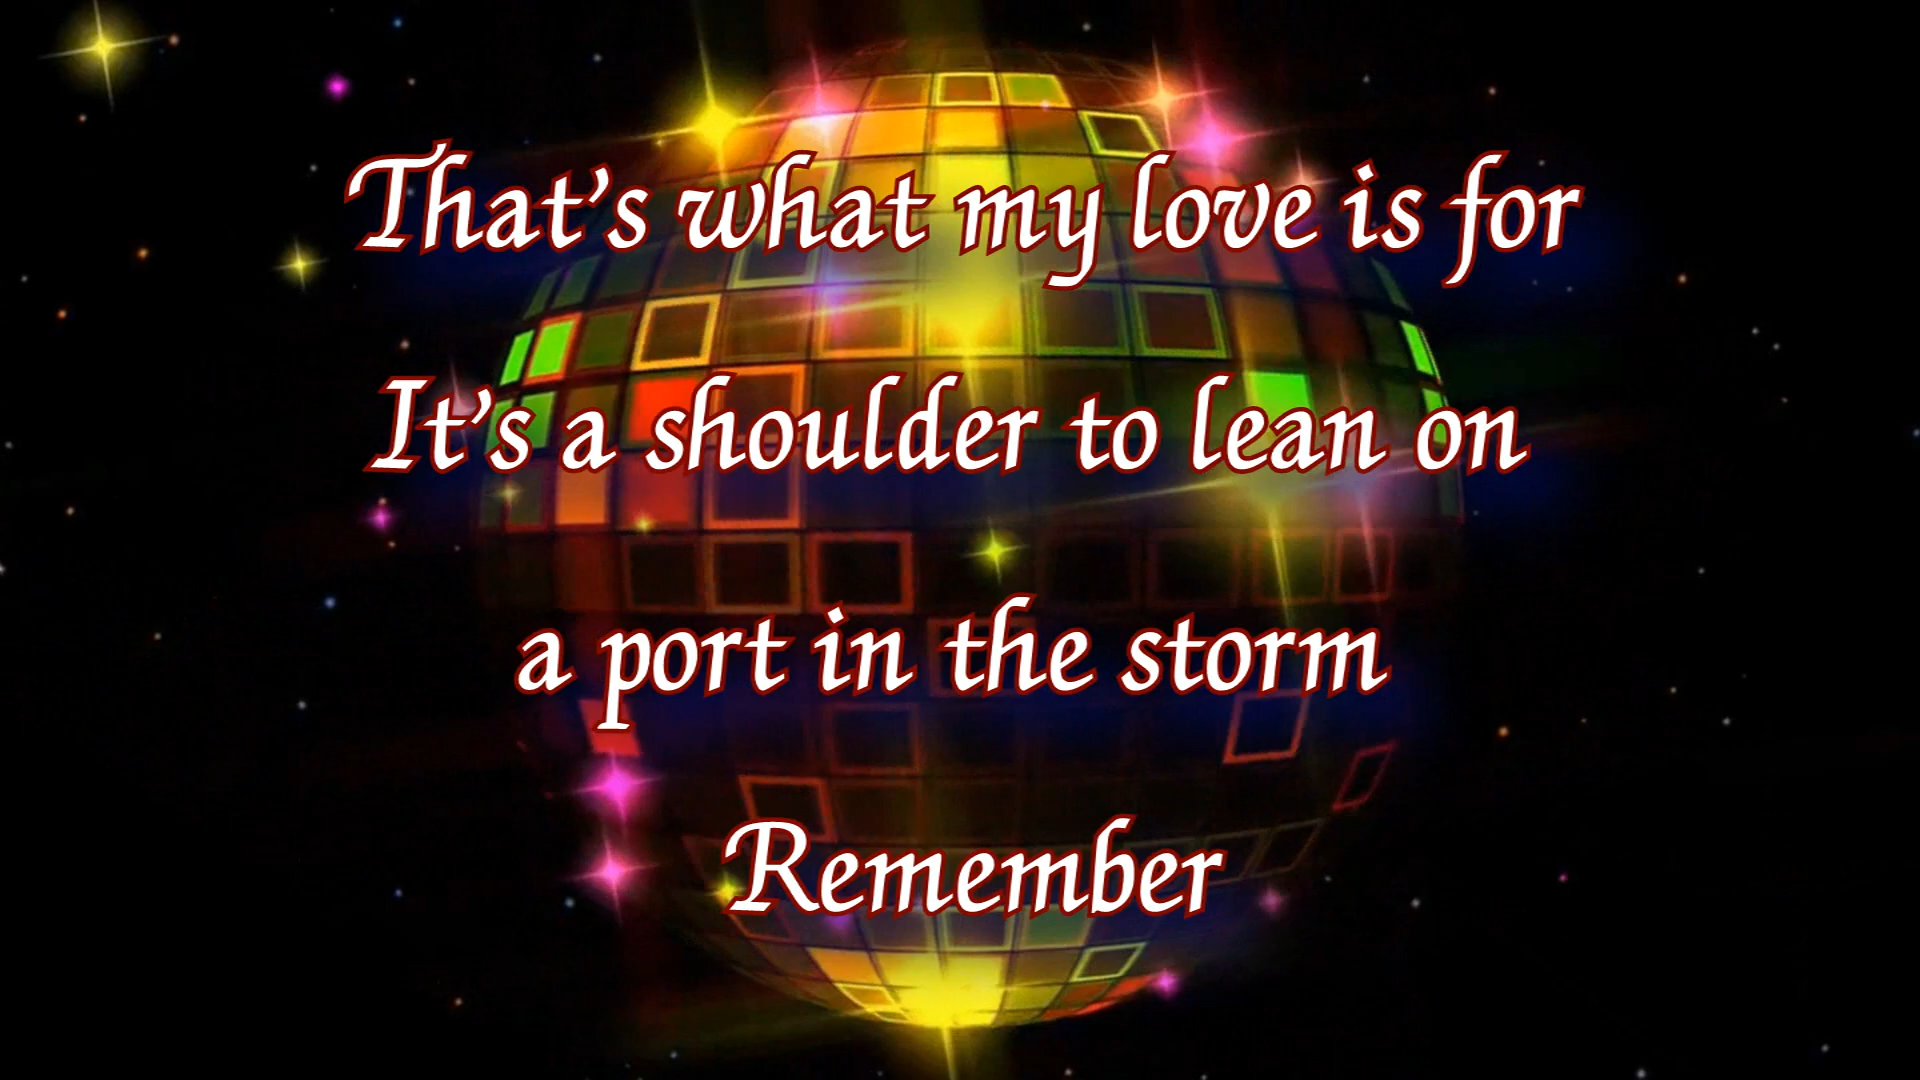 That's what my love is for
It's a shoulder to lean on
a port in the storm
Remember